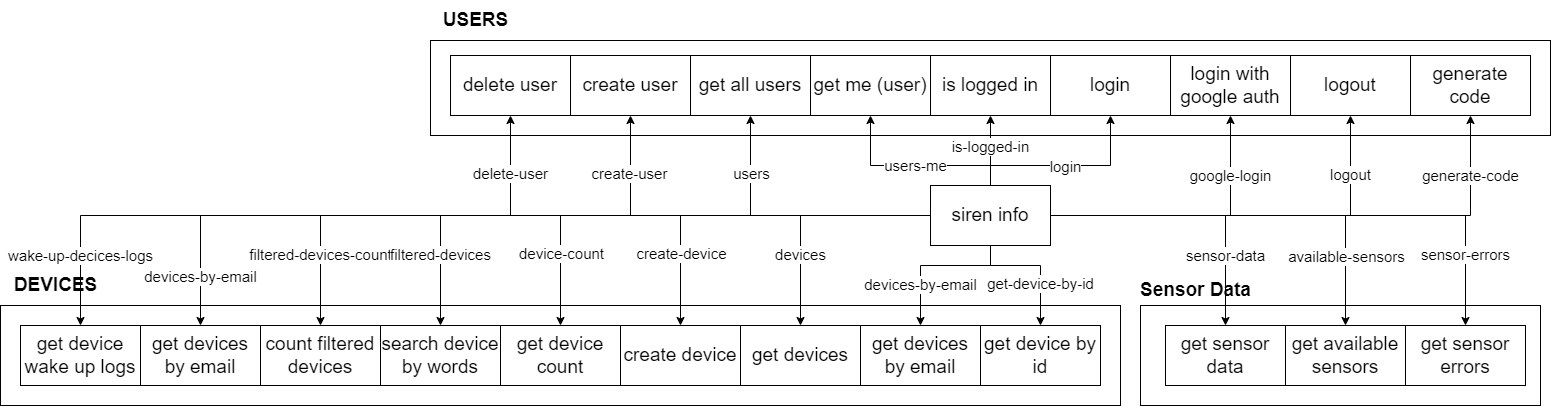 USERS
delete user
create user
get all users
get me (user)
is logged in
login
login with
google auth
logout
generate
code
is-logged-in
users-me
login
delete-user
create-user
users
google-login
logout
generate-code
siren info
wake-up-decices-logs
devices-by-email
filtered-devices-count
filtered-devices
device-count
create-device
devices
devices-by-email
get-device-by-id
sensor-data
available-sensors
sensor-errors
DEVICES
Sensor Data
get device
wake up logs
get devices
by email
count filtered
devices
search device
by words
get device
count
create device
get devices
get devices
by email
get device by
id
get sensor
data
get available
sensors
get sensor
errors